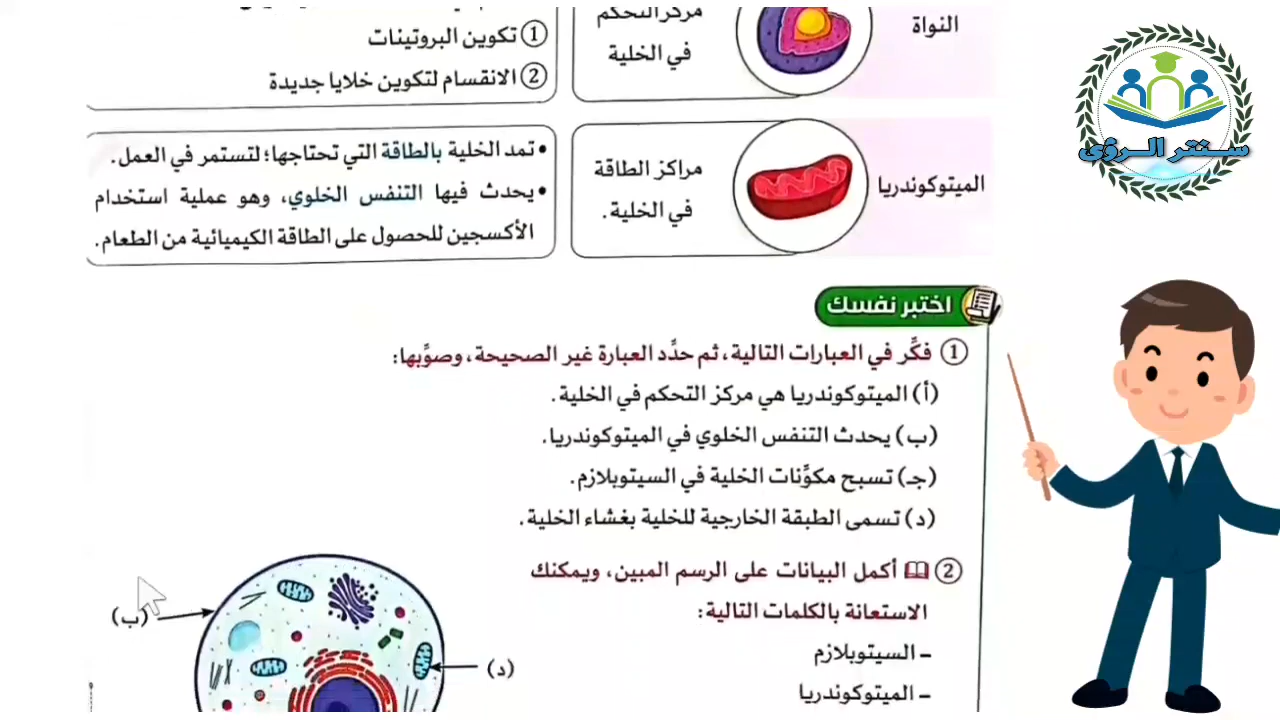 النواة
مركز التحكم
في الخلية
① تكوين البروتينات
② الانقسام لتكوين خلايا جديدة
الميتوكوندريا
مراكز الطاقة
في الخلية.
• تمد الخلية بالطاقة التي تحتاجها؛ لتستمر في العمل.
• يحدث فيها التنفس الخلوي، وهو عملية استخدام
الأكسجين للحصول على الطاقة الكيميائية من الطعام.
سنتر الرؤى
اختبر نفسك
① فكِّر في العبارات التالية، ثم حدِّد العبارة غير الصحيحة، وصوِّبها:
(أ) الميتوكوندريا هي مركز التحكم في الخلية.
(ب) يحدث التنفس الخلوي في الميتوكوندريا.
(جـ) تسبح مكوِّنات الخلية في السيتوبلازم.
(د) تسمى الطبقة الخارجية للخلية بغشاء الخلية.
② أكمل البيانات على الرسم المبين، ويمكنك
الاستعانة بالكلمات التالية:
– السيتوبلازم
– الميتوكوندريا
(ب)
(د)